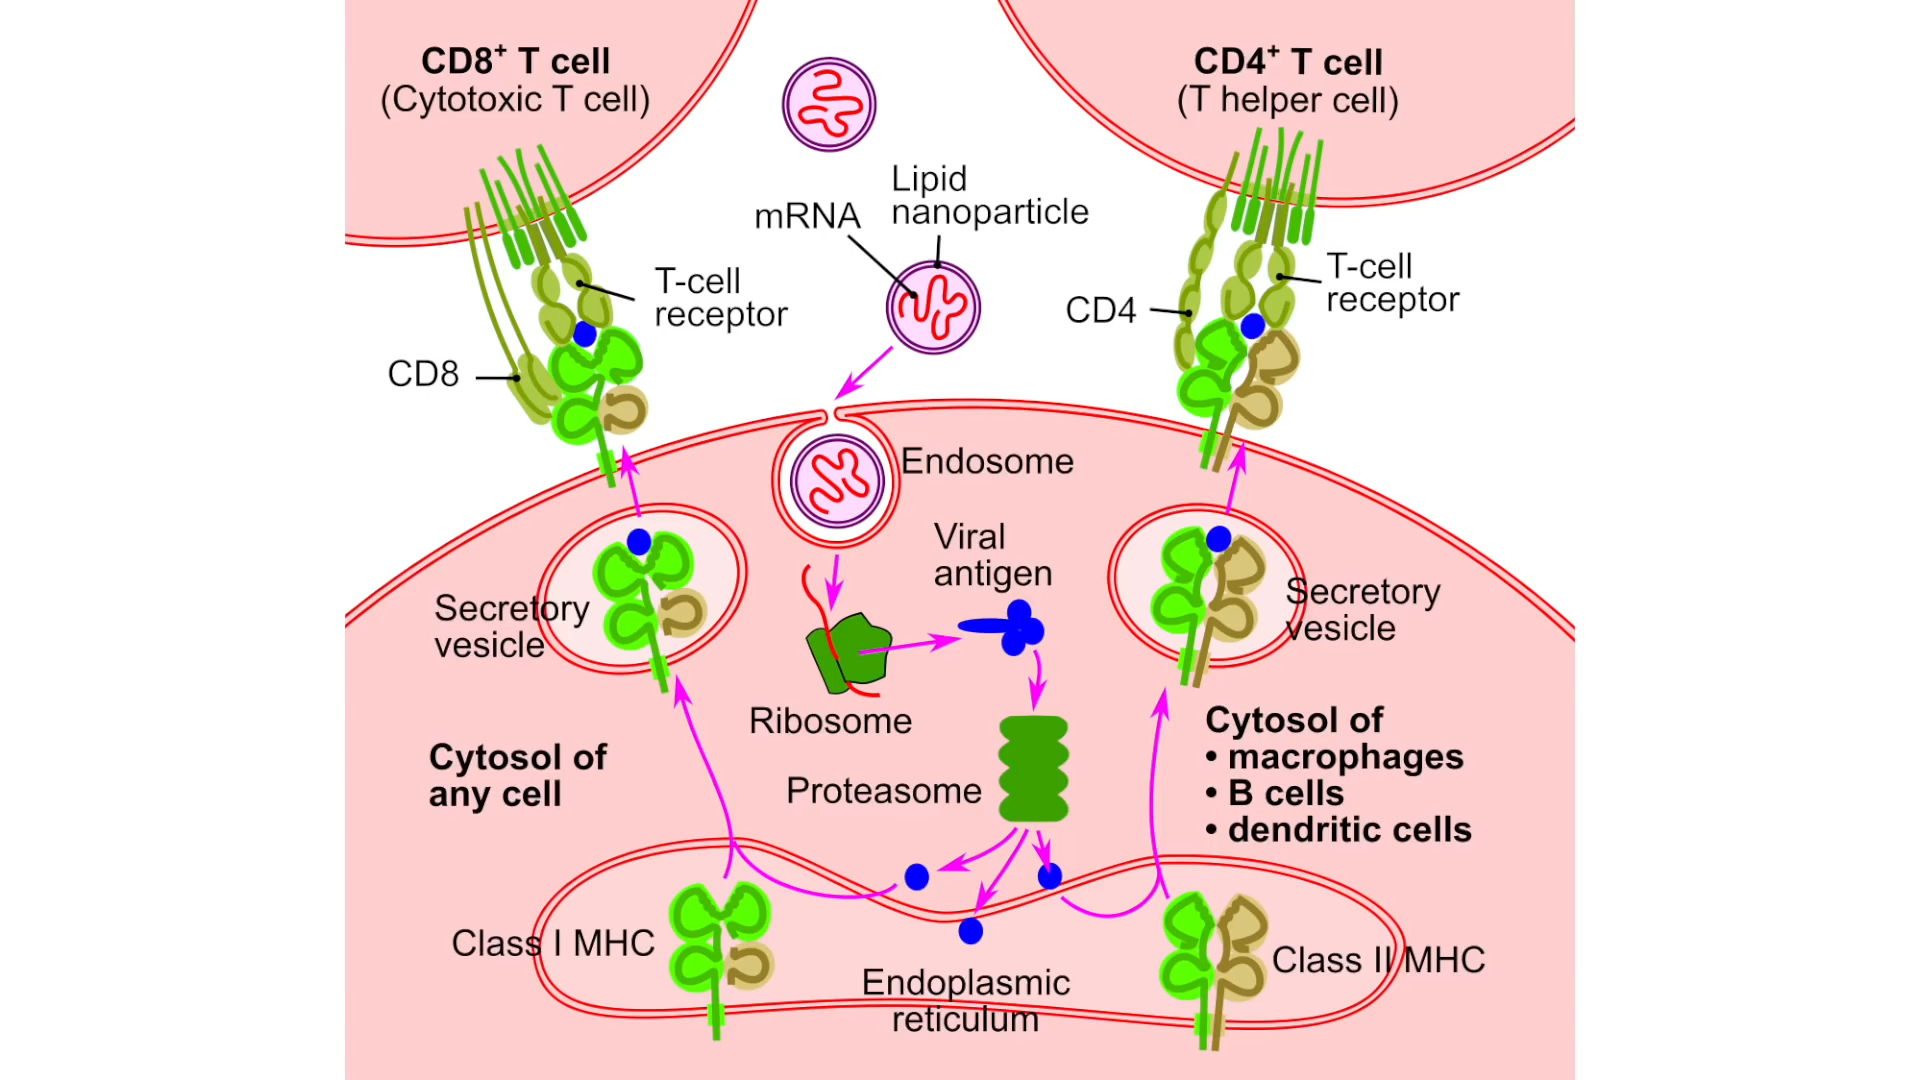 CD8⁺ T cell
(Cytotoxic T cell)
CD4⁺ T cell
(T helper cell)
Lipid
nanoparticle
mRNA
T-cell
receptor
CD8
T-cell
receptor
CD4
Endosome
Viral
antigen
Secretory
vesicle
Secretory
vesicle
Ribosome
Proteasome
Cytosol of
any cell
Cytosol of
• macrophages
• B cells
• dendritic cells
Class I MHC
Class II MHC
Endoplasmic
reticulum